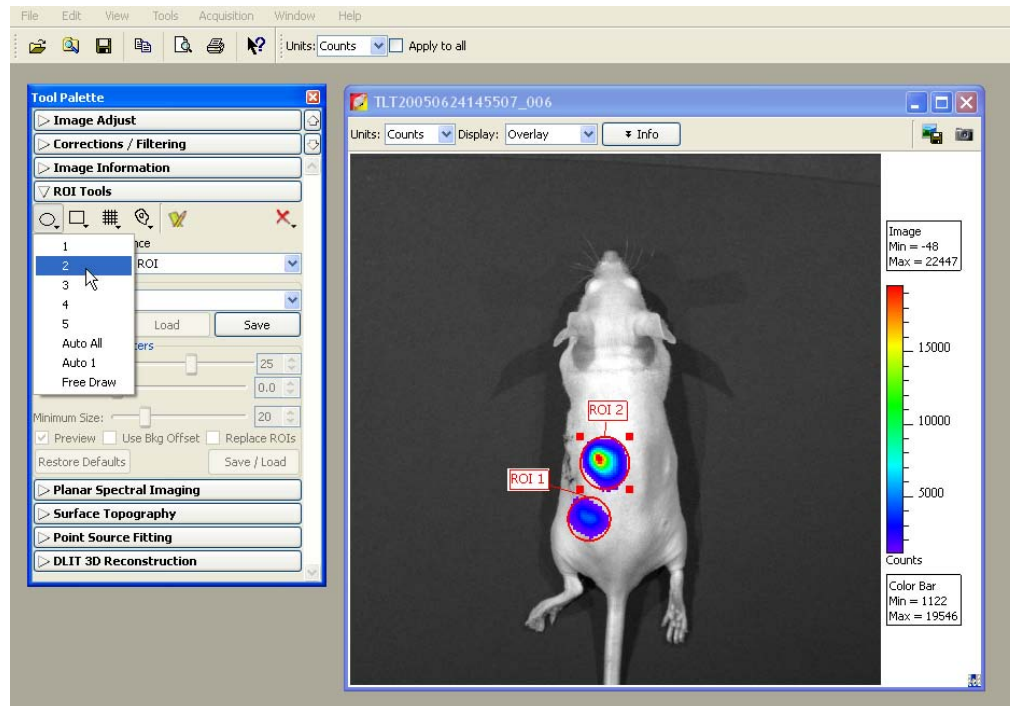 File Edit View Tools Acquisition Window Help
Units: Counts Apply to all
Tool Palette
Image Adjust
Corrections / Filtering
Image Information
ROI Tools
1
2
3
4
5
Auto All
Auto 1
Free Draw
nce
ROI
Load Save
ters
25
0.0
Minimum Size: 20
Preview Use Bkg Offset Replace ROIs
Restore Defaults Save / Load
Planar Spectral Imaging
Surface Topography
Point Source Fitting
DLIT 3D Reconstruction
TLT20050624145507_006
Units: Counts Display: Overlay Info
ROI 2
ROI 1
Image
Min = -48
Max = 22447
15000
10000
5000
Counts
Color Bar
Min = 1122
Max = 19546